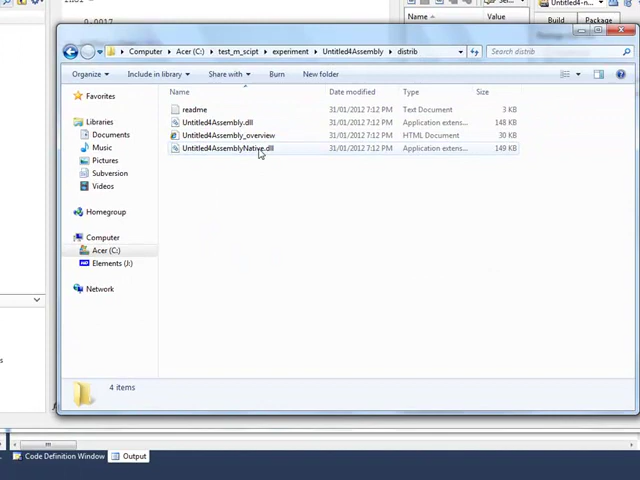 0.0017
Name
Value
Untitled4-n...
Build
Package
Computer
Acer (C:)
test_m_scipt
experiment
Untitled4Assembly
distrib
Search distrib
Organize
Include in library
Share with
Burn
New folder
Name
Date modified
Type
Size
Favorites
Libraries
Documents
Music
Pictures
Subversion
Videos
Homegroup
Computer
Acer (C:)
Elements (J:)
Network
readme 31/01/2012 7:12 PM Text Document 3 KB
Untitled4Assembly.dll 31/01/2012 7:12 PM Application extens... 148 KB
Untitled4Assembly_overview 31/01/2012 7:12 PM HTML Document 30 KB
Untitled4AssemblyNative.dll 31/01/2012 7:12 PM Application extens... 149 KB
4 items
Code Definition Window
Output